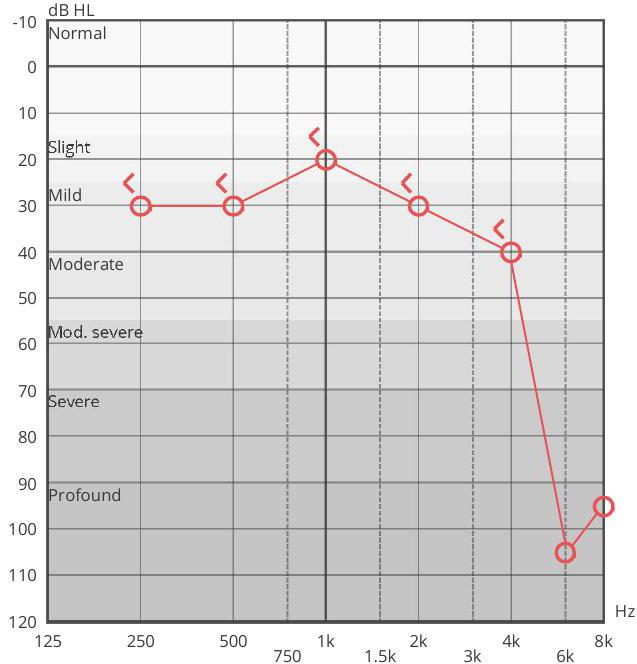 dB HL
-10
Normal
0
10
Slight
20
Mild
30
40
Moderate
50
Mod. severe
60
70
Severe
80
90
Profound
100
110
120
Hz
125 250 500 1k 2k 4k 8k
750 1.5k 3k 6k